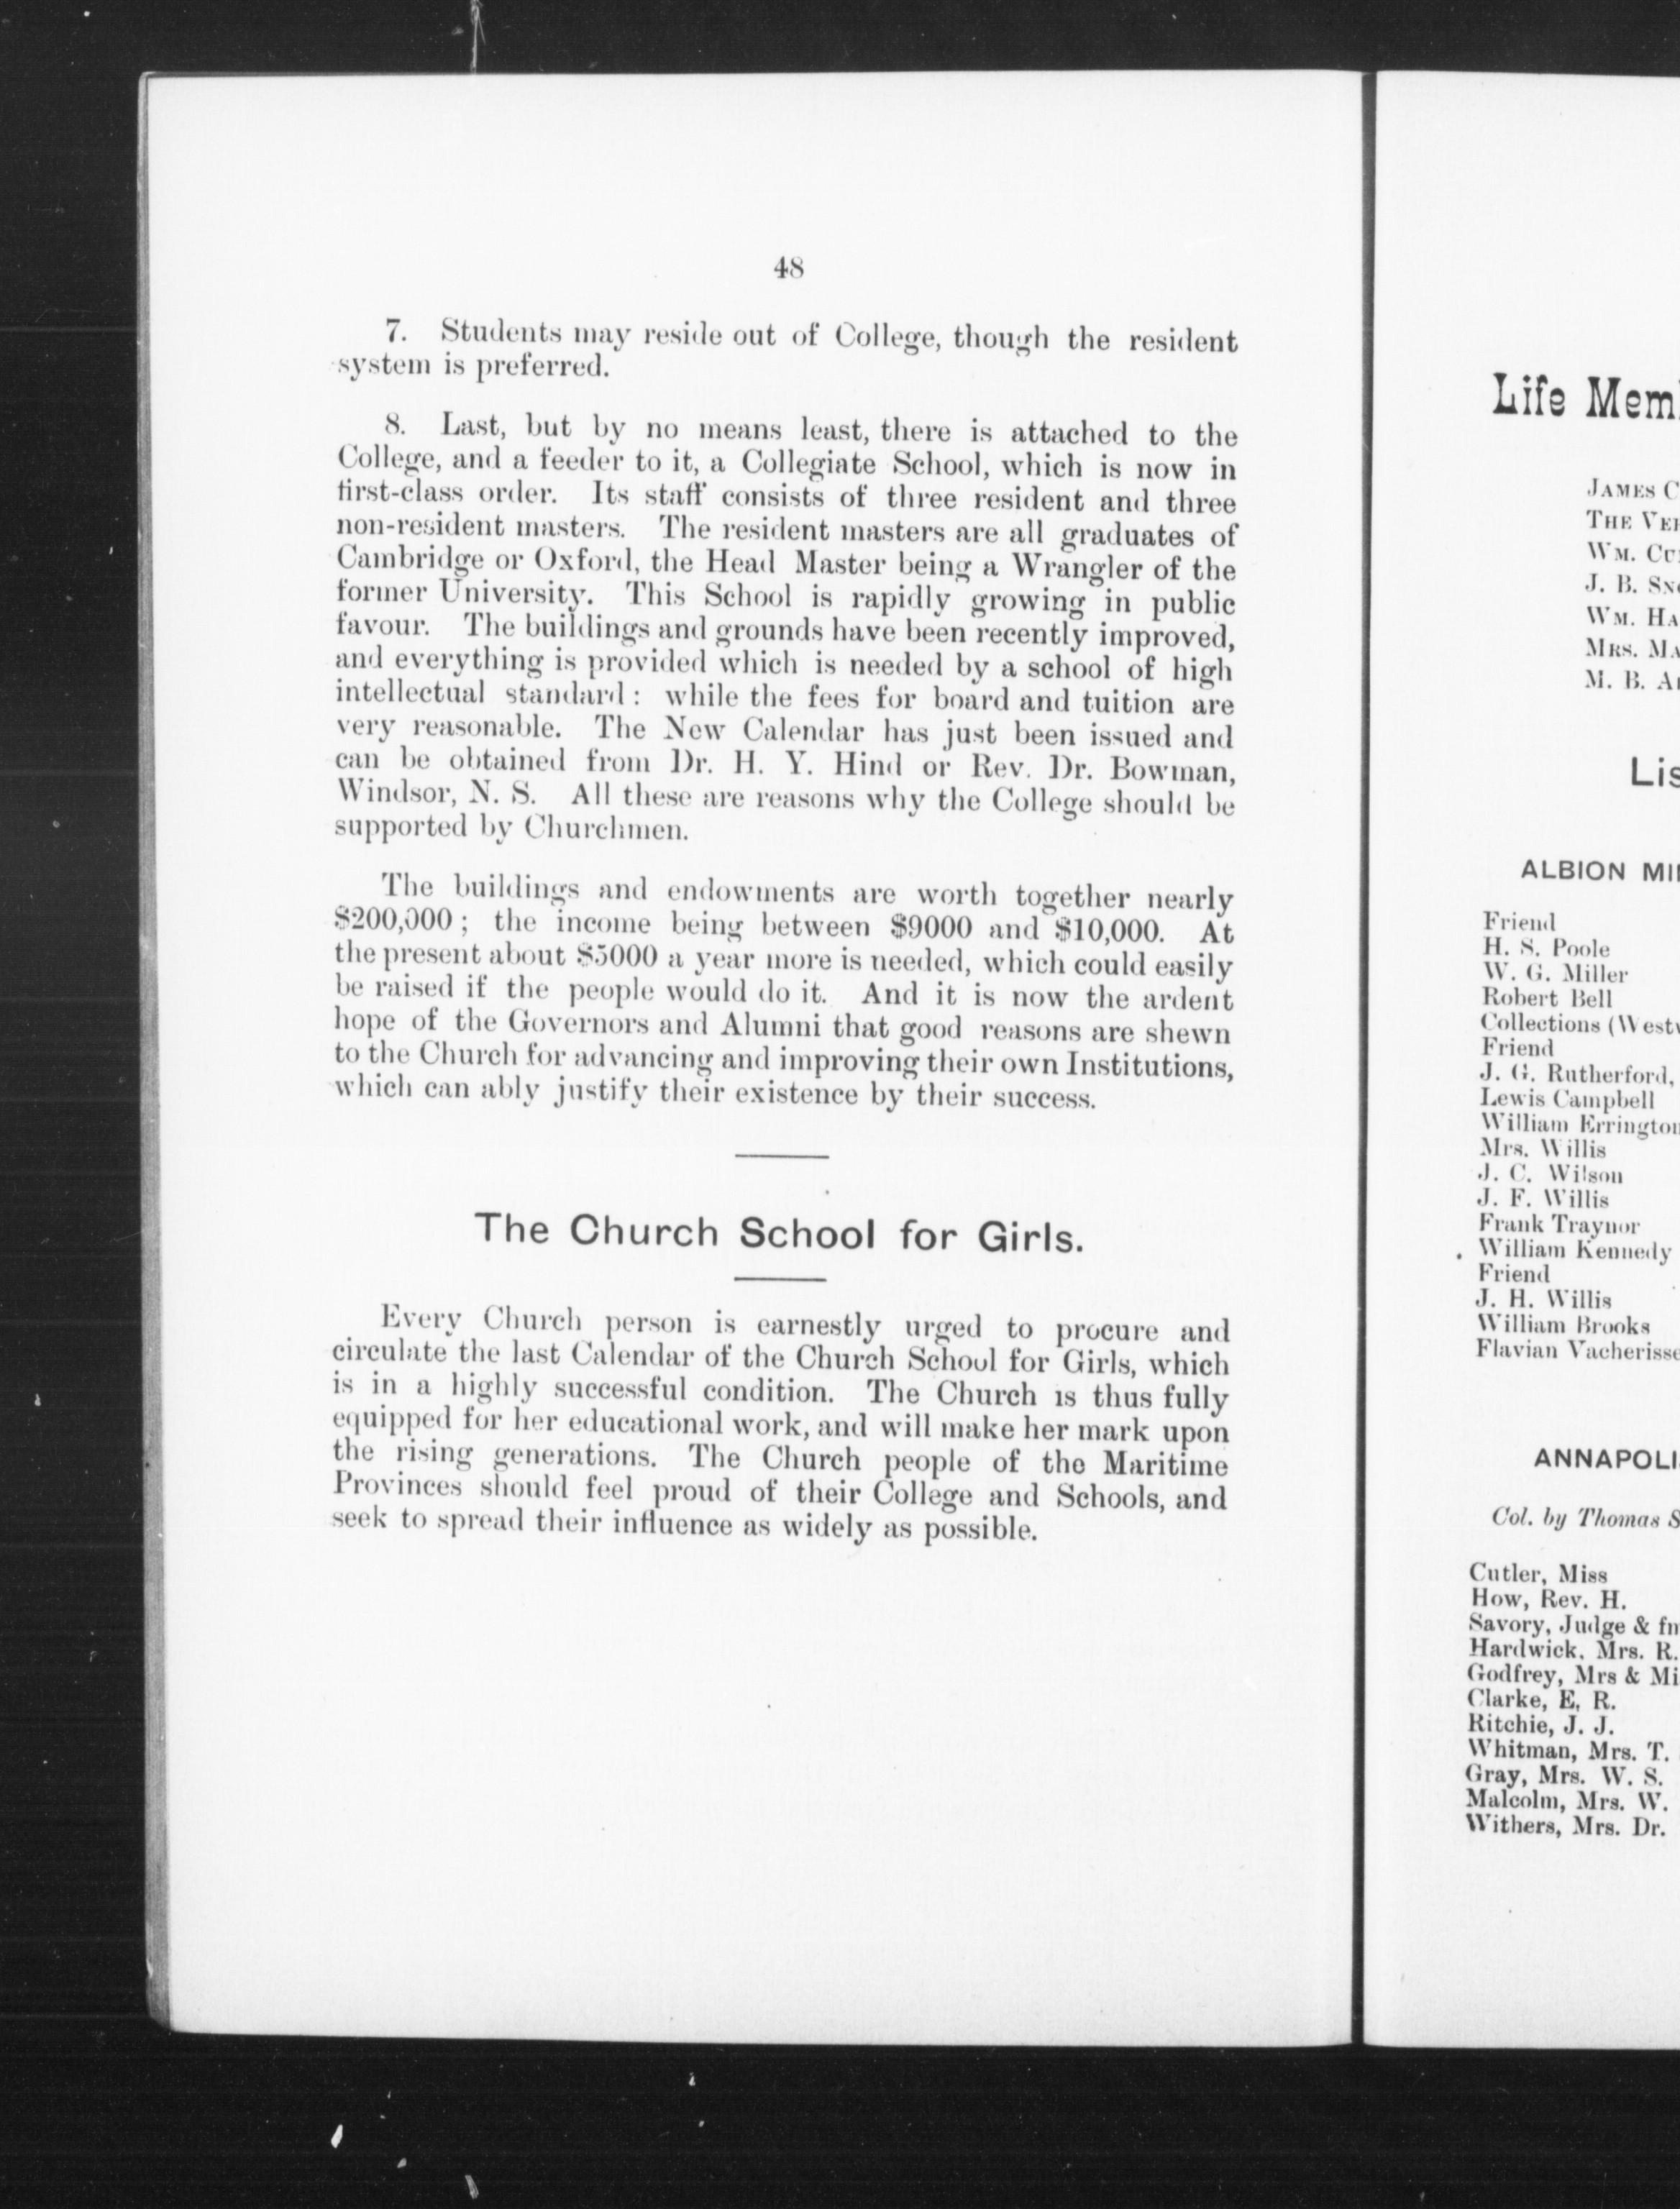 48
7. Students may reside out of College, though the resident
system is preferred.
8. Last, but by no means least, there is attached to the
College, and a feeder to it, a Collegiate School, which is now in
first-class order. Its staff consists of three resident and three
non-resident masters. The resident masters are all graduates of
Cambridge or Oxford, the Head Master being a Wrangler of the
former University. This School is rapidly growing in public
favour. The buildings and grounds have been recently improved,
and everything is provided which is needed by a school of high
intellectual standard : while the fees for board and tuition are
very reasonable. The New Calendar has just been issued and
can be obtained from Dr. H. Y. Hind or Rev. Dr. Bowman,
Windsor, N. S. All these are reasons why the College should be
supported by Churchmen.
The buildings and endowments are worth together nearly
$200,000 ; the income being between $9000 and $10,000. At
the present about $5000 a year more is needed, which could easily
be raised if the people would do it. And it is now the ardent
hope of the Governors and Alumni that good reasons are shewn
to the Church for advancing and improving their own Institutions,
which can ably justify their existence by their success.
The Church School for Girls.
Every Church person is earnestly urged to procure and
circulate the last Calendar of the Church School for Girls, which
is in a highly successful condition. The Church is thus fully
equipped for her educational work, and will make her mark upon
the rising generations. The Church people of the Maritime
Provinces should feel proud of their College and Schools, and
seek to spread their influence as widely as possible.
Life
JAMES
THE
WM.
J. B.
WM.
MRS.
M. B.
ALBION
Friend
H. S. Poole
W. G. Miller
Robert Bell
Collections
Friend
J. G. Rutherford,
Lewis Campbell
William
Mrs. Willis
J. C. Wilson
J. F. Willis
Frank Traynor
William Kennedy
Friend
J. H. Willis
William Brooks
Flavian
Col. by Thomas
Cutler, Miss
How, Rev. H.
Savory, Judge &
Hardwick, Mrs. R.
Godfrey, Mrs &
Clarke, E, R.
Ritchie, J. J.
Whitman, Mrs. T.
Gray, Mrs. W. S.
Malcolm, Mrs. W.
Withers, Mrs. Dr.